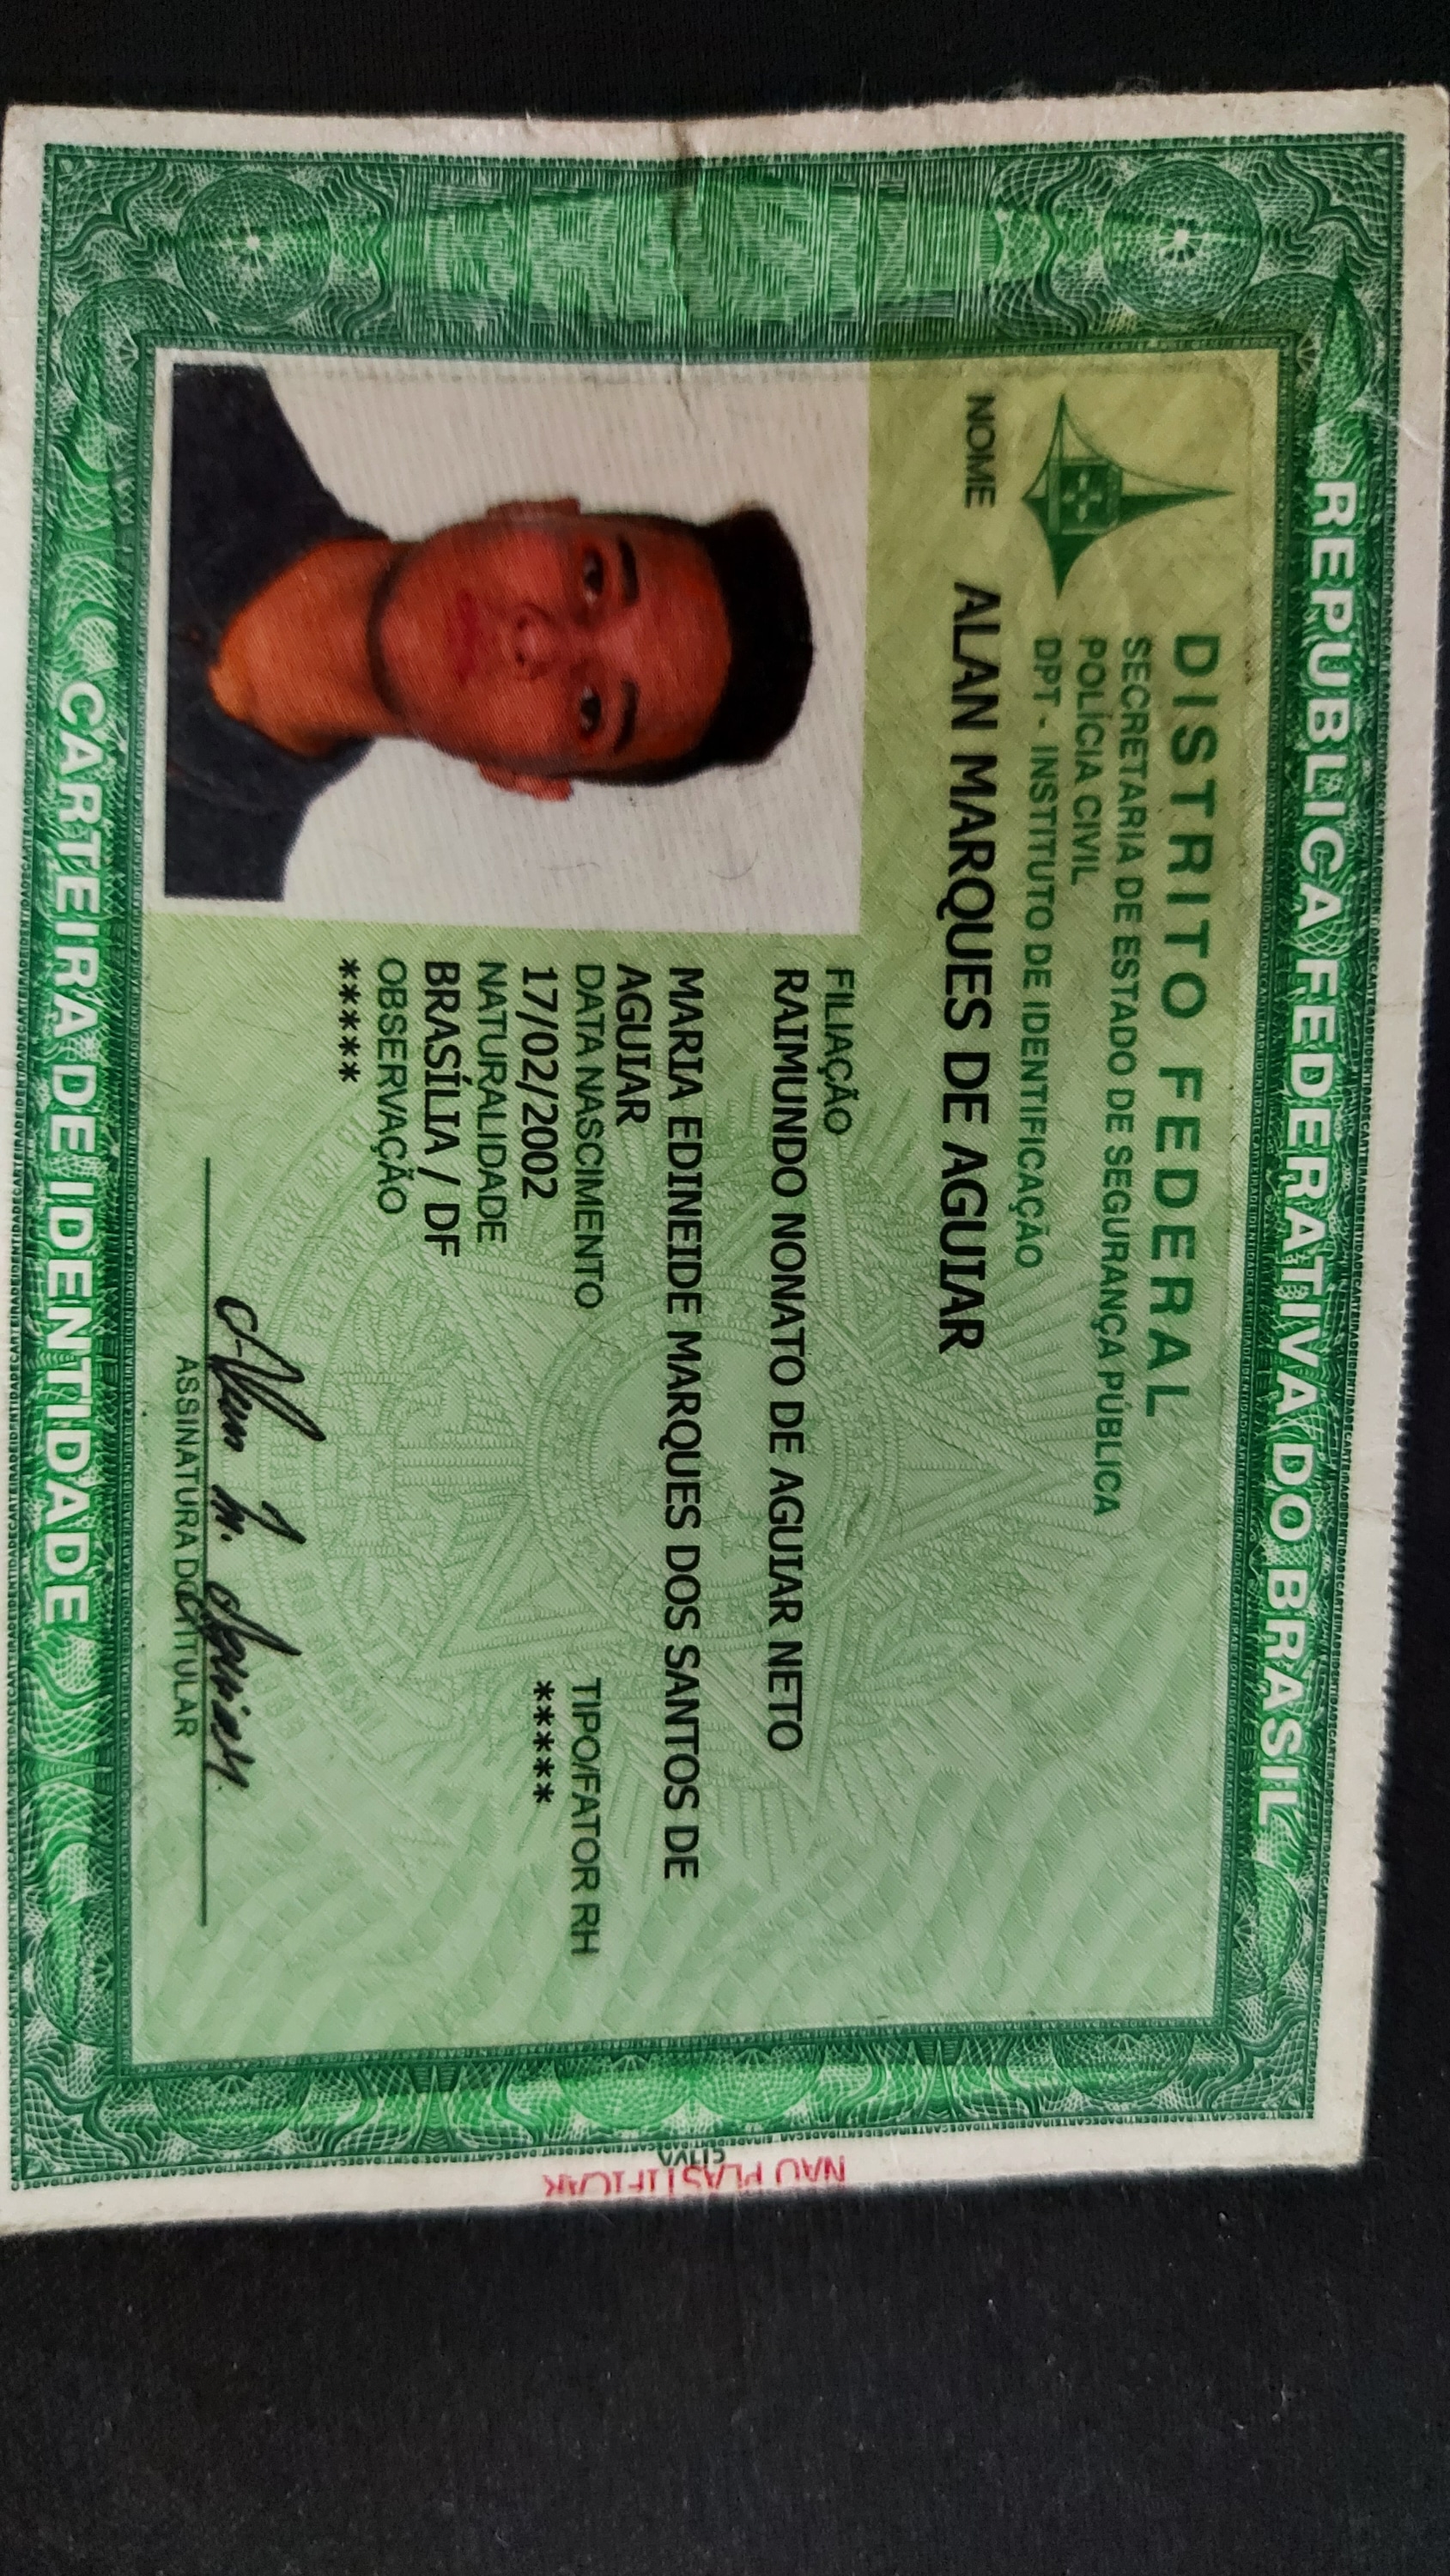 REPÚBLICA FEDERATIVA DO BRASIL
BRASIL
DISTRITO FEDERAL
SECRETARIA DE ESTADO DE SEGURANÇA PÚBLICA
POLÍCIA CIVIL
DPT - INSTITUTO DE IDENTIFICAÇÃO
NOME ALAN MARQUES DE AGUIAR
FILIAÇÃO
RAIMUNDO NONATO DE AGUIAR NETO
MARIA EDINEIDE MARQUES DOS SANTOS DE
AGUIAR
DATA NASCIMENTO
17/02/2002
TIPO/FATOR RH
*****
NATURALIDADE
BRASÍLIA / DF
OBSERVAÇÃO
*****
Alan M. Aguiar
ASSINATURA DO TITULAR
CARTEIRA DE IDENTIDADE
NÃO PLASTIFICAR